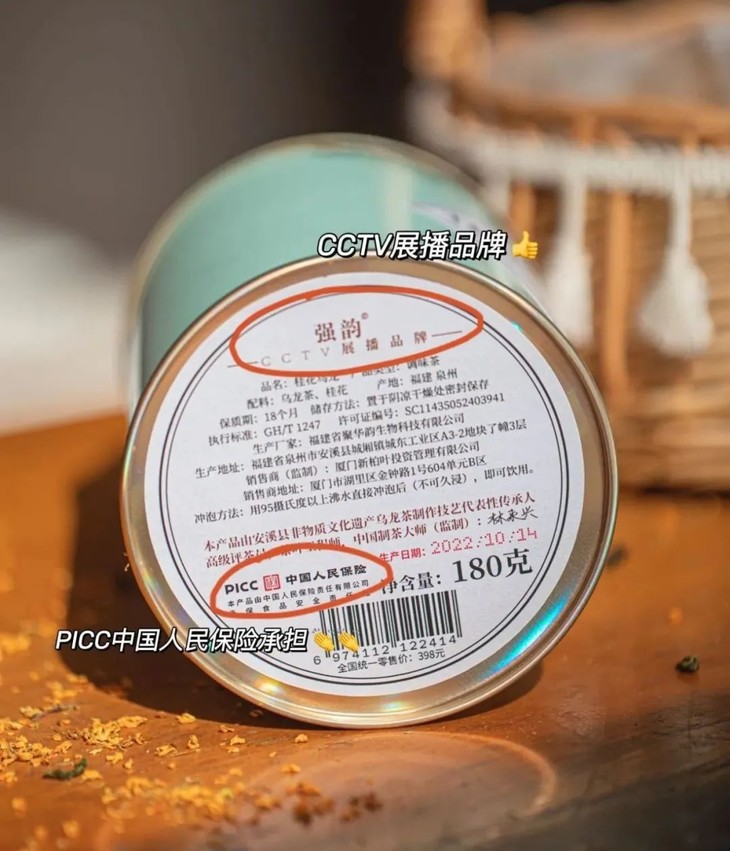 CCTV展播品牌👍
强韵®
CCTV展播品牌
品名：桂花乌龙 产品类型：调味茶
配料：乌龙茶、桂花 产地：福建 泉州
保质期：18个月 储存方法：置于阴凉干燥处密封保存
执行标准：GH/T 1247 许可证编号：SC11435052403941
生产厂家：福建省聚华韵生物科技有限公司
生产地址：福建省泉州市安溪县城厢镇城东工业区A3-2地块了幢3层
销售商（监制）：厦门新柏叶投资管理有限公司
销售商地址：厦门市湖里区金钟路1号604单元B区
冲泡方法：用95摄氏度以上沸水直接冲泡后（不可久浸），即可饮用。
本产品由安溪县非物质文化遗产乌龙茶制作技艺代表性传承人
高级评茶 师、中国制茶大师（监制）：
生产日期：2022.10.14
PICC 中国人民保险
本产品由中国人民保险有限责任公司
保食品安全责任
净含量：180克
6 974112 122414
全国统一零售价：398元
PICC中国人民保险承担👏👏